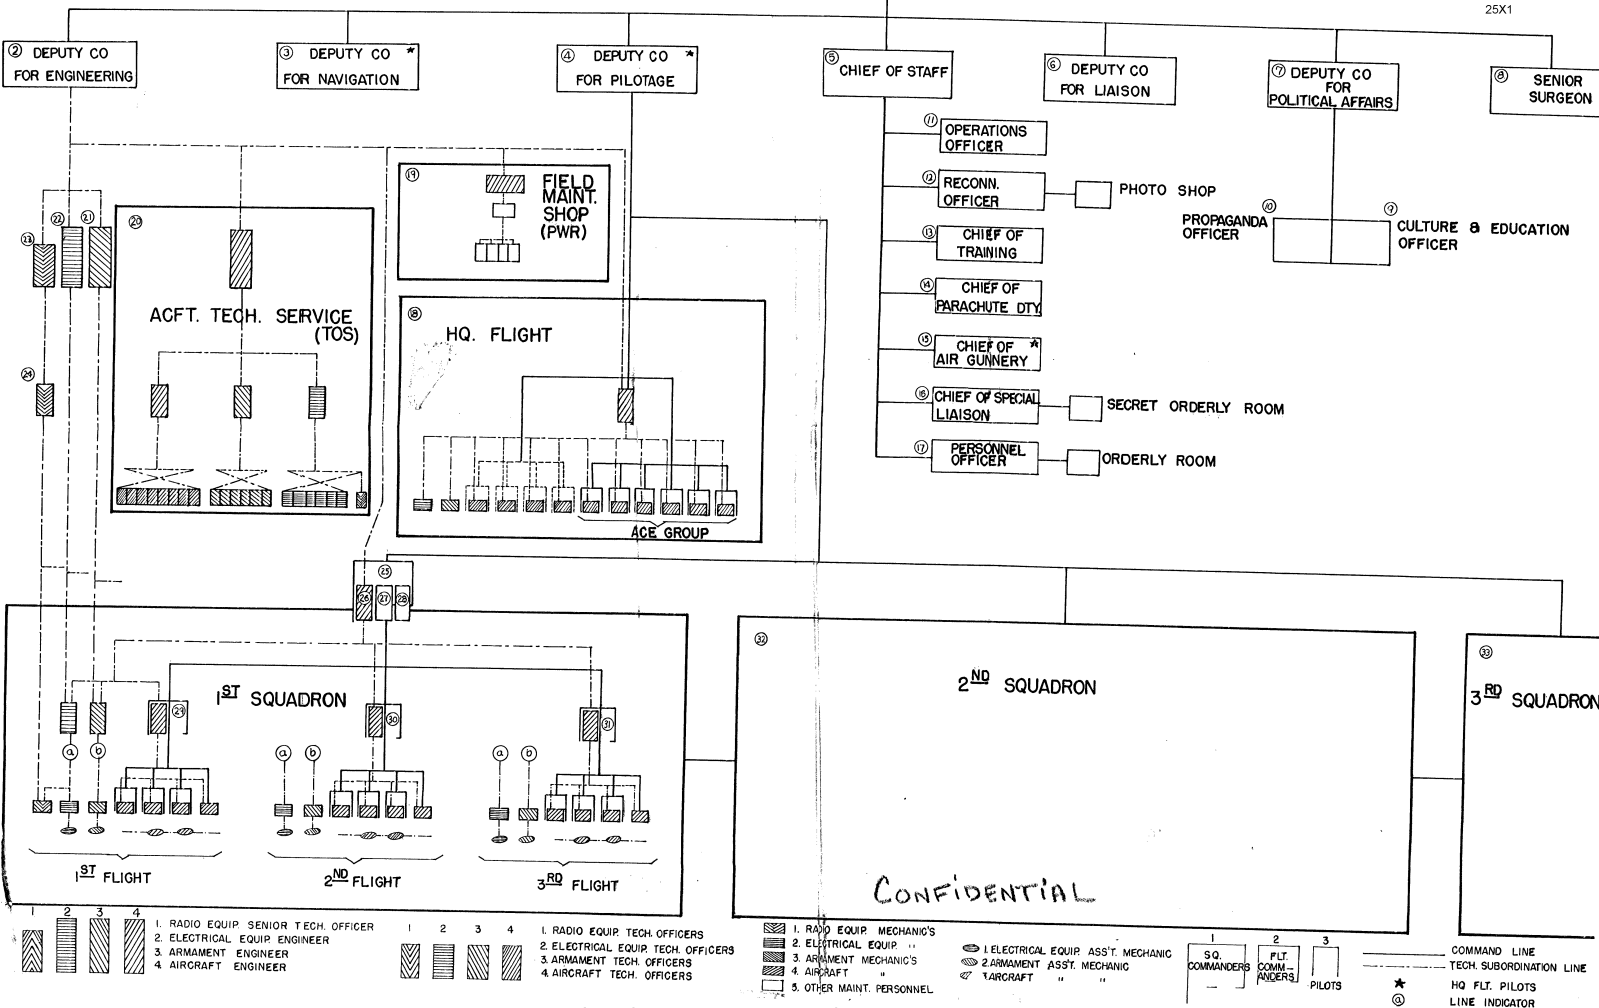 25X1
② DEPUTY CO
FOR ENGINEERING
③ DEPUTY CO *
FOR NAVIGATION
④ DEPUTY CO *
FOR PILOTAGE
⑤ CHIEF OF STAFF
⑥ DEPUTY CO
FOR LIAISON
⑦ DEPUTY CO
FOR
POLITICAL AFFAIRS
⑧ SENIOR
SURGEON
⑪ OPERATIONS
OFFICER
⑫ RECONN.
OFFICER
PHOTO SHOP
⑬ CHIEF OF
TRAINING
⑭ CHIEF OF
PARACHUTE DTY.
⑮ CHIEF OF *
AIR GUNNERY
⑯ CHIEF OF SPECIAL
LIAISON
SECRET ORDERLY ROOM
⑰ PERSONNEL
OFFICER
ORDERLY ROOM
⑩ PROPAGANDA
OFFICER
⑨ CULTURE & EDUCATION
OFFICER
⑲ FIELD
MAINT.
SHOP
(PWR)
㉓ ㉒ ㉑
㉔
⑳
ACFT. TECH. SERVICE
(TOS)
⑱
HQ. FLIGHT
ACE GROUP
㉕
㉖ ㉗ ㉘
1ST SQUADRON
㉙ ㉚ ㉛
ⓐ ⓑ ⓐ ⓑ ⓐ ⓑ
1ST FLIGHT
2ND FLIGHT
3RD FLIGHT
㉜
2ND SQUADRON
㉝
3RD SQUADRON
CONFIDENTIAL
1 2 3 4
1. RADIO EQUIP. SENIOR TECH. OFFICER
2. ELECTRICAL EQUIP. ENGINEER
3. ARMAMENT ENGINEER
4. AIRCRAFT ENGINEER
1 2 3 4
1. RADIO EQUIP. TECH. OFFICERS
2. ELECTRICAL EQUIP. TECH. OFFICERS
3. ARMAMENT TECH. OFFICERS
4. AIRCRAFT TECH. OFFICERS
1. RADIO EQUIP. MECHANIC'S
2. ELECTRICAL EQUIP. "
3. ARMAMENT MECHANIC'S
4. AIRCRAFT "
5. OTHER MAINT. PERSONNEL
1. ELECTRICAL EQUIP. ASS'T. MECHANIC
2. ARMAMENT ASS'T. MECHANIC
3. AIRCRAFT " "
1 2 3
SQ.
COMMANDERS
FLT.
COMM-
ANDERS
PILOTS
COMMAND LINE
TECH. SUBORDINATION LINE
* HQ FLT. PILOTS
ⓐ LINE INDICATOR